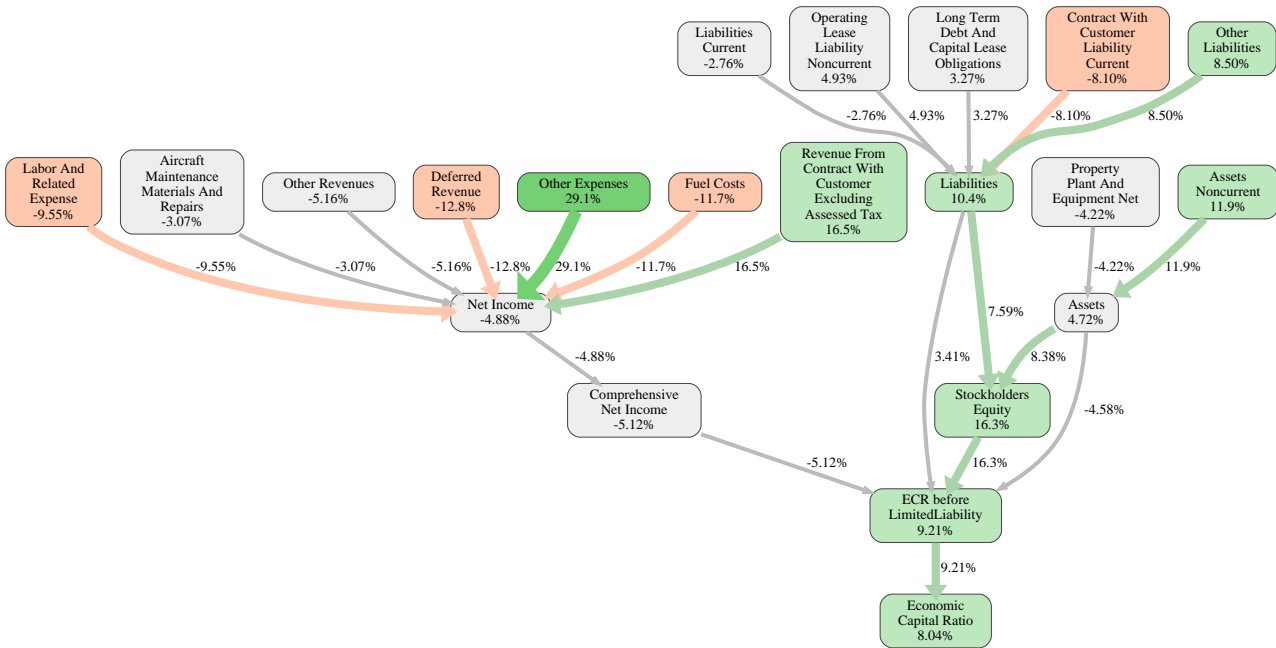 Liabilities
Current
-2.76%
Operating
Lease
Liability
Noncurrent
4.93%
Long Term
Debt And
Capital Lease
Obligations
3.27%
Contract With
Customer
Liability
Current
-8.10%
Other
Liabilities
8.50%
-2.76%
4.93%
3.27%
-8.10%
8.50%
Labor And
Related
Expense
-9.55%
Aircraft
Maintenance
Materials And
Repairs
-3.07%
Other Revenues
-5.16%
Deferred
Revenue
-12.8%
Other Expenses
29.1%
Fuel Costs
-11.7%
Revenue From
Contract With
Customer
Excluding
Assessed Tax
16.5%
Liabilities
10.4%
Property
Plant And
Equipment Net
-4.22%
Assets
Noncurrent
11.9%
-9.55%
-3.07%
-5.16%
-12.8%
29.1%
-11.7%
16.5%
-4.22%
11.9%
Net Income
-4.88%
Assets
4.72%
-4.88%
3.41%
7.59%
8.38%
-4.58%
Comprehensive
Net Income
-5.12%
Stockholders
Equity
16.3%
-5.12%
16.3%
ECR before
LimitedLiability
9.21%
9.21%
Economic
Capital Ratio
8.04%